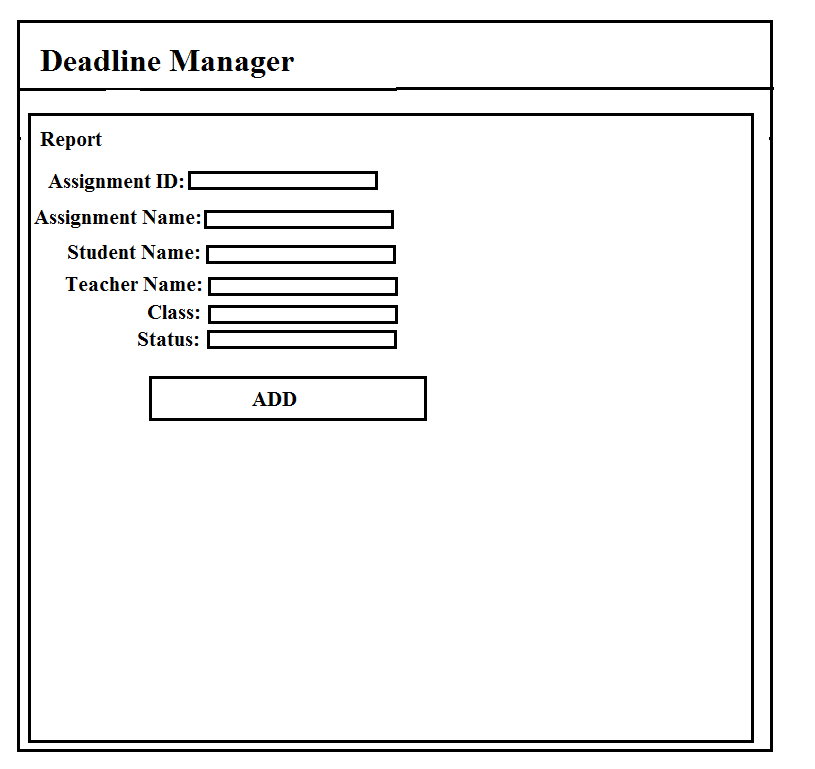 Deadline Manager
Report
Assignment ID:
Assignment Name:
Student Name:
Teacher Name:
Class:
Status:
ADD